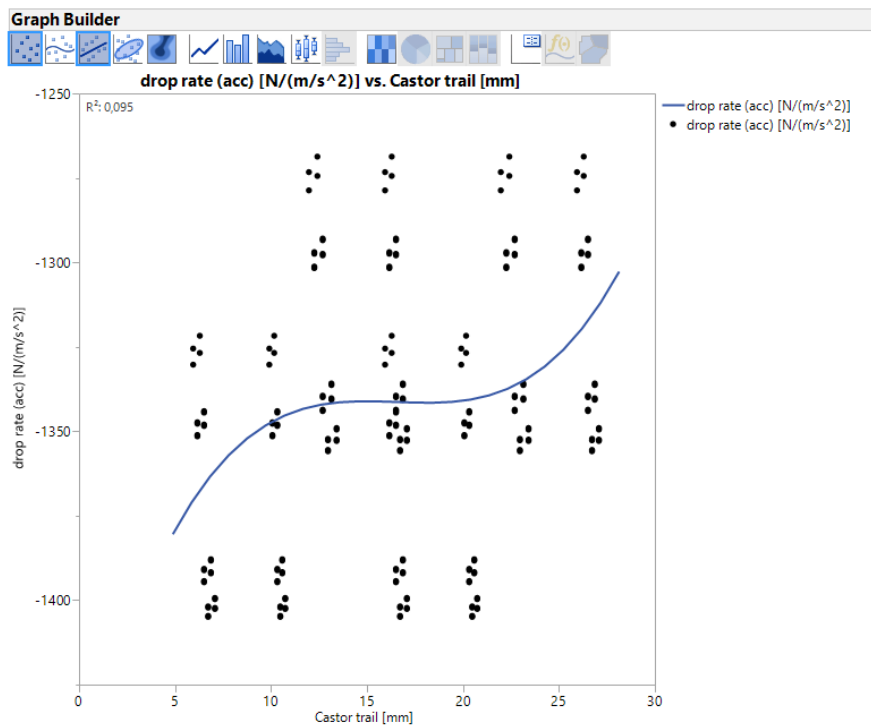 Graph Builder
drop rate (acc) [N/(m/s^2)] vs. Castor trail [mm]
R²: 0,095
drop rate (acc) [N/(m/s^2)]
drop rate (acc) [N/(m/s^2)]
drop rate (acc) [N/(m/s^2)]
-1250
-1300
-1350
-1400
0
5
10
15
20
25
30
Castor trail [mm]